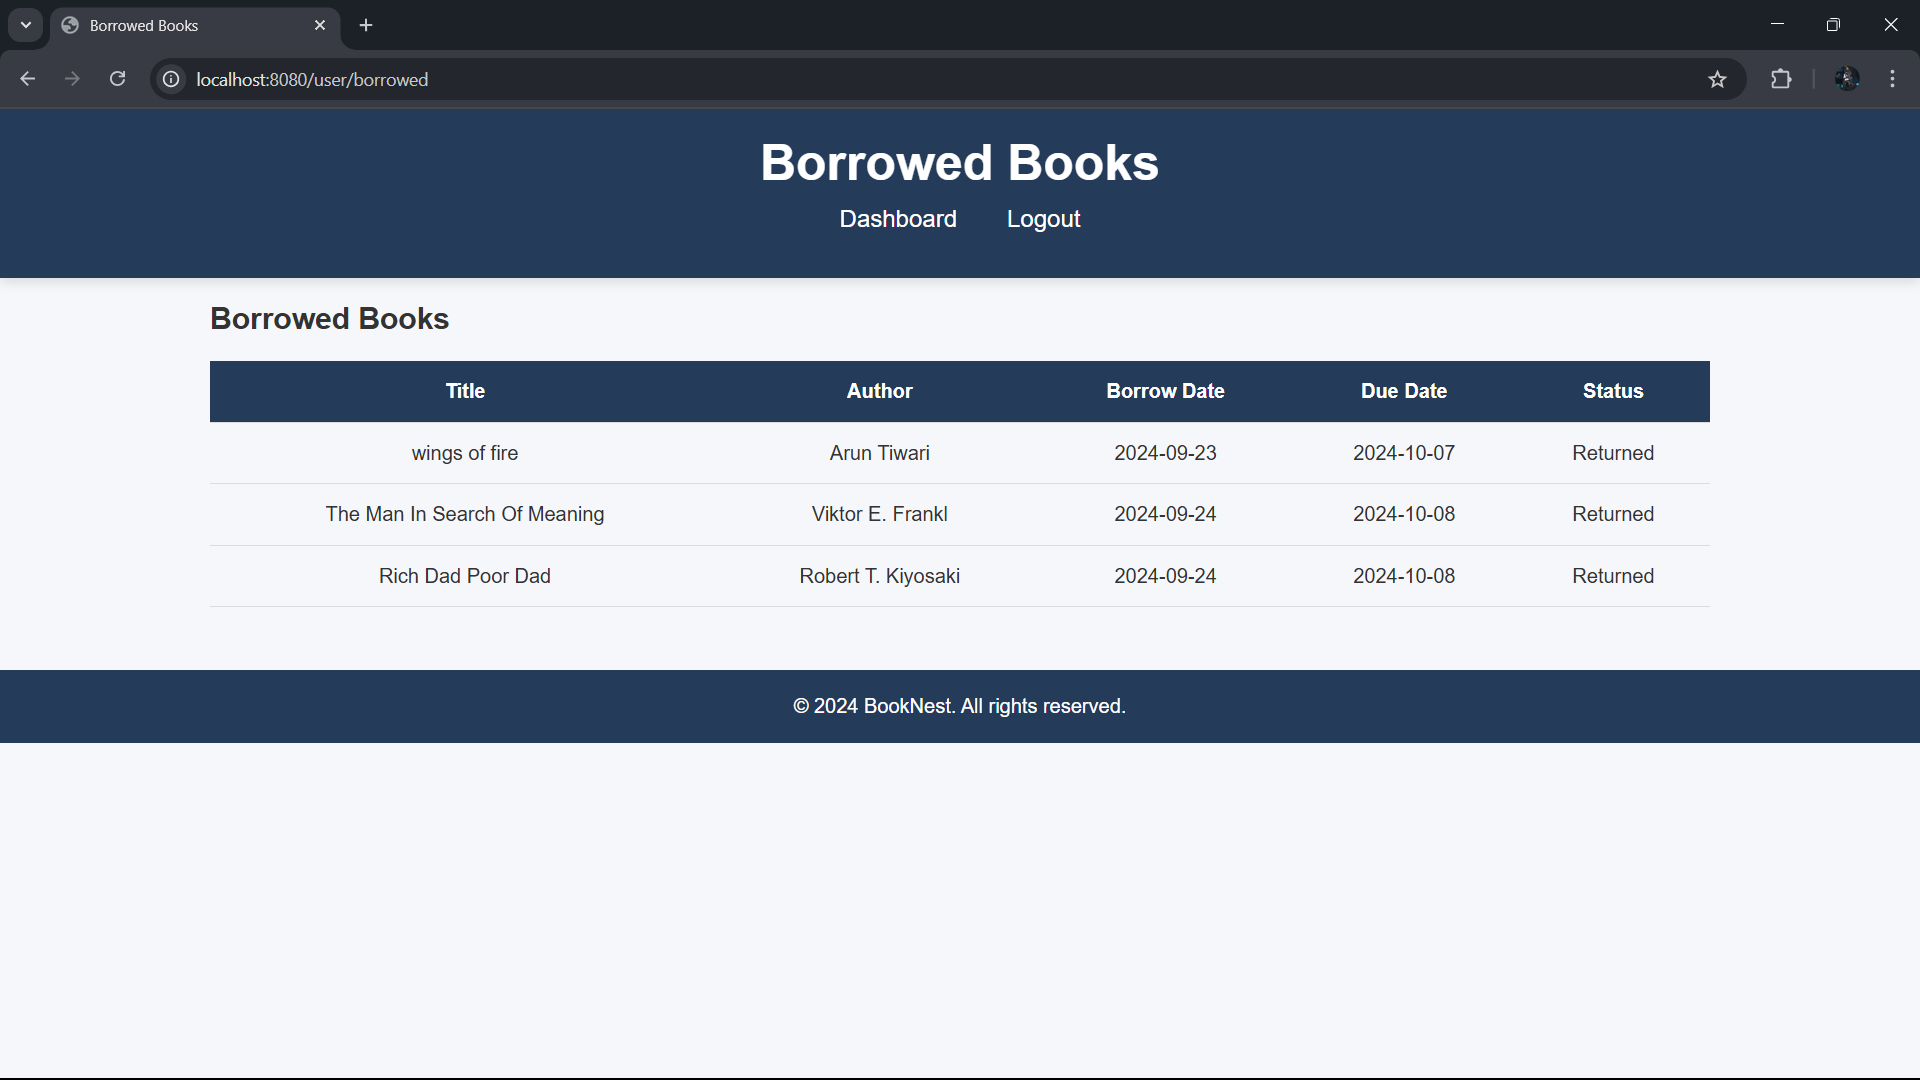 Borrowed Books
localhost:8080/user/borrowed
Borrowed Books
Dashboard Logout
Borrowed Books
Title Author Borrow Date Due Date Status
wings of fire Arun Tiwari 2024-09-23 2024-10-07 Returned
The Man In Search Of Meaning Viktor E. Frankl 2024-09-24 2024-10-08 Returned
Rich Dad Poor Dad Robert T. Kiyosaki 2024-09-24 2024-10-08 Returned
© 2024 BookNest. All rights reserved.